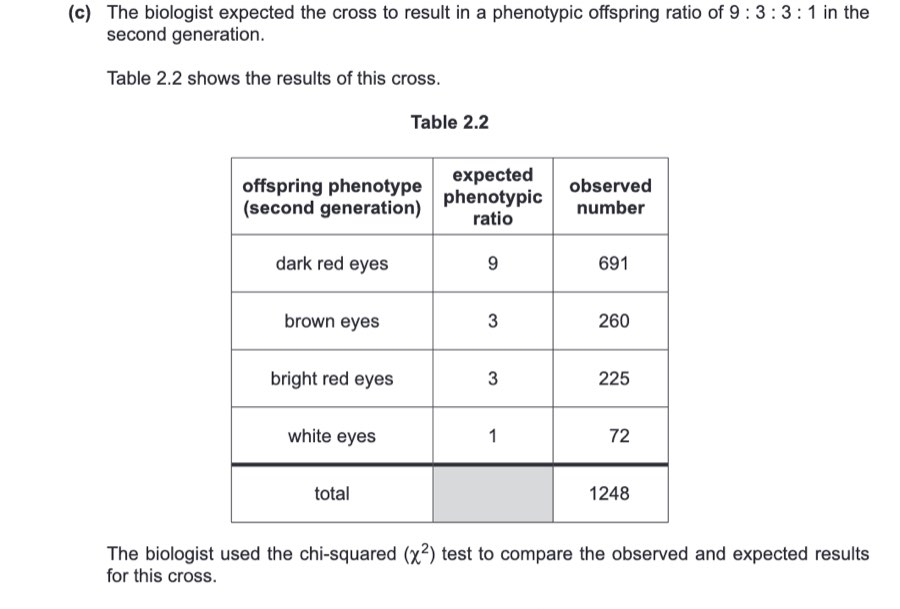 (c) The biologist expected the cross to result in a phenotypic offspring ratio of 9 : 3 : 3 : 1 in the
second generation.
Table 2.2 shows the results of this cross.
Table 2.2
offspring phenotype (second generation) expected phenotypic ratio observed number
dark red eyes 9 691
brown eyes 3 260
bright red eyes 3 225
white eyes 1 72
total 1248
The biologist used the chi-squared (χ²) test to compare the observed and expected results
for this cross.